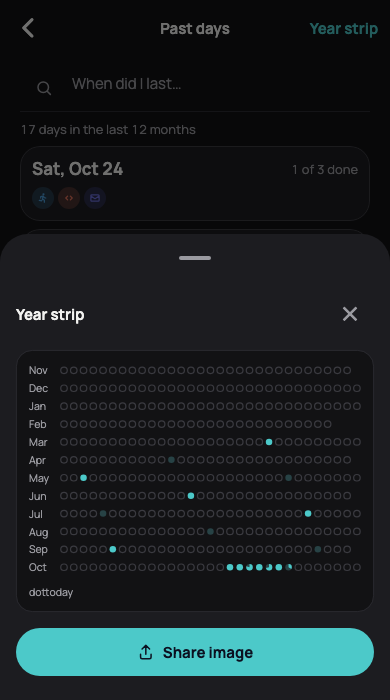 Past days
Year strip
When did I last...
17 days in the last 12 months
Sat, Oct 24
1 of 3 done
Year strip
Nov
Dec
Jan
Feb
Mar
Apr
May
Jun
Jul
Aug
Sep
Oct
dottoday
Share image